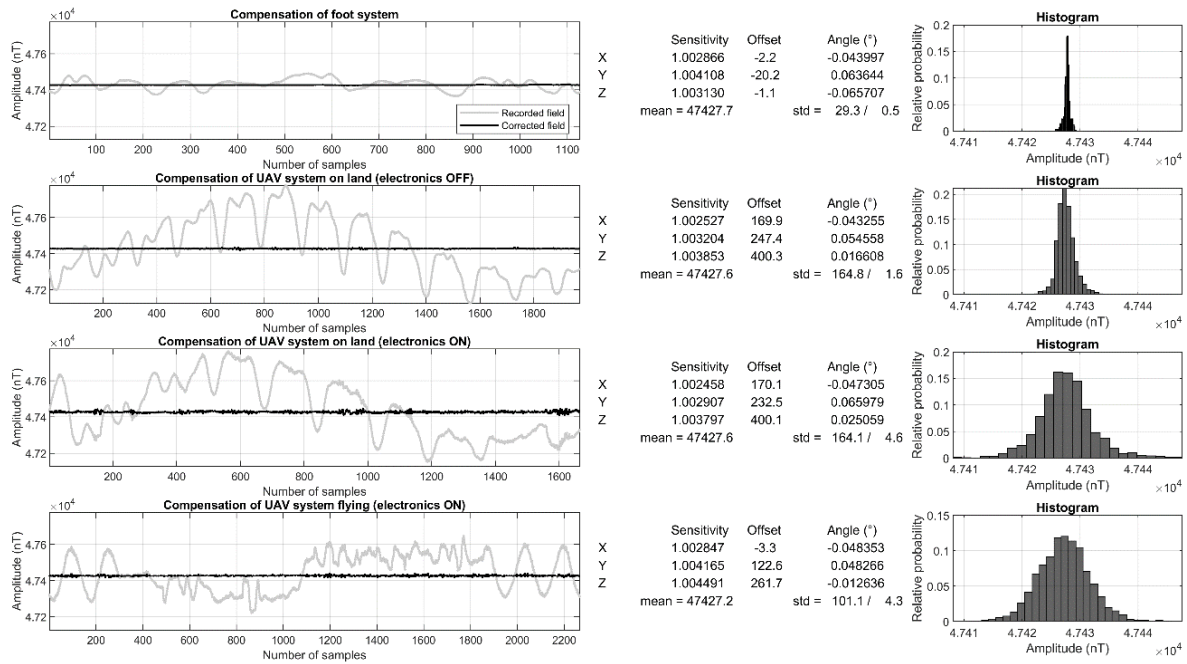 Compensation of foot system
×10⁴
4.76
4.74
4.72
Amplitude (nT)
Recorded field
Corrected field
100 200 300 400 500 600 700 800 900 1000 1100
Number of samples
Sensitivity Offset Angle (°)
X 1.002866 -2.2 -0.043997
Y 1.004108 -20.2 0.063644
Z 1.003130 -1.1 -0.065707
mean = 47427.7 std = 29.3 / 0.5
Histogram
Relative probability
0.2
0.15
0.1
0.05
0
4.741 4.742 4.743 4.744
Amplitude (nT) ×10⁴
Compensation of UAV system on land (electronics OFF)
×10⁴
4.76
4.74
4.72
Amplitude (nT)
200 400 600 800 1000 1200 1400 1600 1800
Number of samples
Sensitivity Offset Angle (°)
X 1.002527 169.9 -0.043255
Y 1.003204 247.4 0.054558
Z 1.003853 400.3 0.016608
mean = 47427.6 std = 164.8 / 1.6
Histogram
Relative probability
0.2
0.15
0.1
0.05
0
4.741 4.742 4.743 4.744
Amplitude (nT) ×10⁴
Compensation of UAV system on land (electronics ON)
×10⁴
4.76
4.74
4.72
Amplitude (nT)
200 400 600 800 1000 1200 1400 1600
Number of samples
Sensitivity Offset Angle (°)
X 1.002458 170.1 -0.047305
Y 1.002907 232.5 0.065979
Z 1.003797 400.1 0.025059
mean = 47427.6 std = 164.1 / 4.6
Histogram
Relative probability
0.2
0.15
0.1
0.05
0
4.741 4.742 4.743 4.744
Amplitude (nT) ×10⁴
Compensation of UAV system flying (electronics ON)
×10⁴
4.76
4.74
4.72
Amplitude (nT)
200 400 600 800 1000 1200 1400 1600 1800 2000 2200
Number of samples
Sensitivity Offset Angle (°)
X 1.002847 -3.3 -0.048353
Y 1.004165 122.6 0.048266
Z 1.004491 261.7 -0.012636
mean = 47427.2 std = 101.1 / 4.3
Histogram
Relative probability
0.15
0.1
0.05
0
4.741 4.742 4.743 4.744
Amplitude (nT) ×10⁴